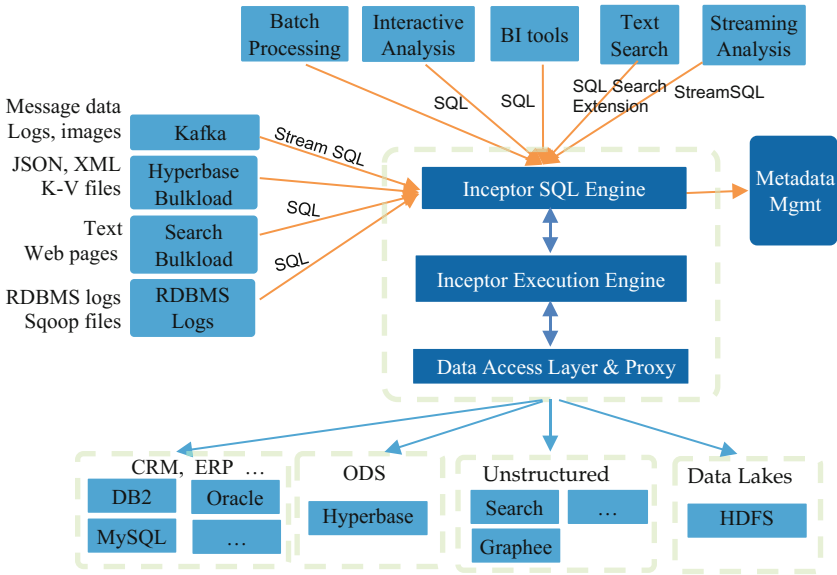 Batch
Processing
Interactive
Analysis
BI tools
Text
Search
Streaming
Analysis
SQL
SQL
SQL Search
Extension
StreamSQL
Message data
Logs, images
Kafka
Stream SQL
JSON, XML
K-V files
Hyperbase
Bulkload
SQL
Text
Web pages
Search
Bulkload
SQL
RDBMS logs
Sqoop files
RDBMS
Logs
Inceptor SQL Engine
Metadata
Mgmt
Inceptor Execution Engine
Data Access Layer & Proxy
CRM, ERP …
DB2
Oracle
MySQL
…
ODS
Hyperbase
Unstructured
Search
…
Graphee
Data Lakes
HDFS